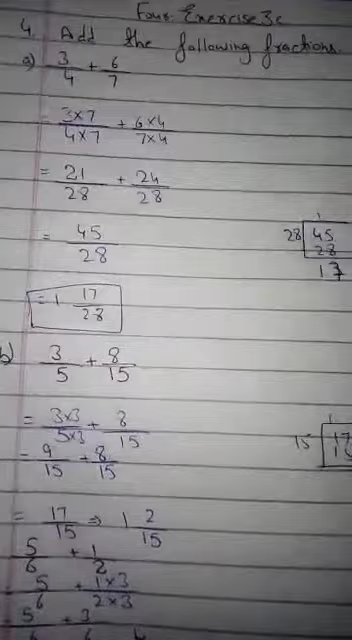 Four Exercise 3c
4. Add the following fractions.
a) 3/4 + 6/7
= 3×7/4×7 + 6×4/7×4
= 21/28 + 24/28
= 45/28
1
28 45
28
17
= 1 17/28
b) 3/5 + 8/15
= 3×3/5×3 + 8/15
= 9/15 + 8/15
1
15 17
= 17/15 ⇒ 1 2/15
5/6 + 1/2
5/6 + 1×3/2×3
5 + 3